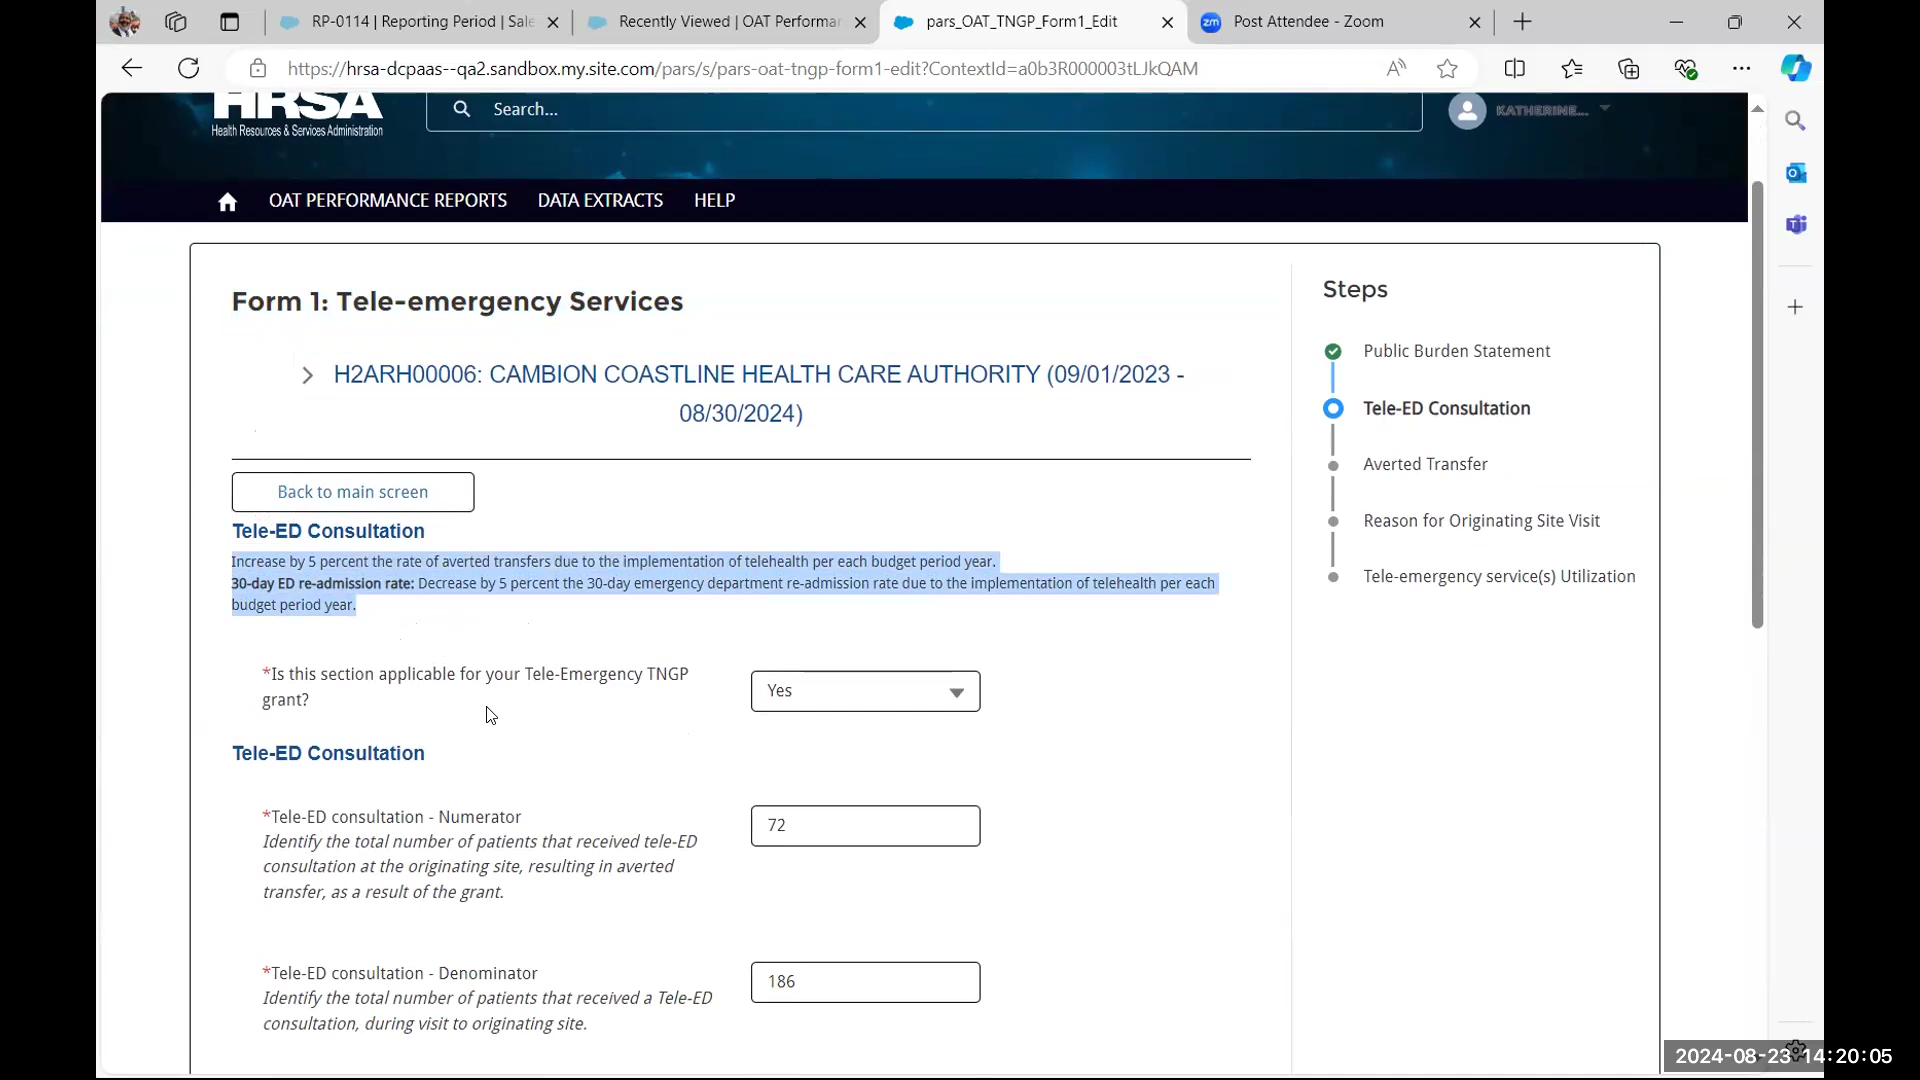 RP-0114 | Reporting Period | Sale
Recently Viewed | OAT Performan
pars_OAT_TNGP_Form1_Edit
zm
Post Attendee - Zoom
https://hrsa-dcpaas--qa2.sandbox.my.site.com/pars/s/pars-oat-tngp-form1-edit?ContextId=a0b3R000003tLJkQAM
HRSA
Health Resources & Services Administration
Search...
KATHERINE...
OAT PERFORMANCE REPORTS
DATA EXTRACTS
HELP
Form 1: Tele-emergency Services
H2ARH00006: CAMBION COASTLINE HEALTH CARE AUTHORITY (09/01/2023 -
08/30/2024)
Back to main screen
Tele-ED Consultation
Increase by 5 percent the rate of averted transfers due to the implementation of telehealth per each budget period year.
30-day ED re-admission rate: Decrease by 5 percent the 30-day emergency department re-admission rate due to the implementation of telehealth per each
budget period year.
*Is this section applicable for your Tele-Emergency TNGP
grant?
Yes
Tele-ED Consultation
*Tele-ED consultation - Numerator
Identify the total number of patients that received tele-ED
consultation at the originating site, resulting in averted
transfer, as a result of the grant.
72
*Tele-ED consultation - Denominator
Identify the total number of patients that received a Tele-ED
consultation, during visit to originating site.
186
Steps
Public Burden Statement
Tele-ED Consultation
Averted Transfer
Reason for Originating Site Visit
Tele-emergency service(s) Utilization
2024-08-23 14:20:05